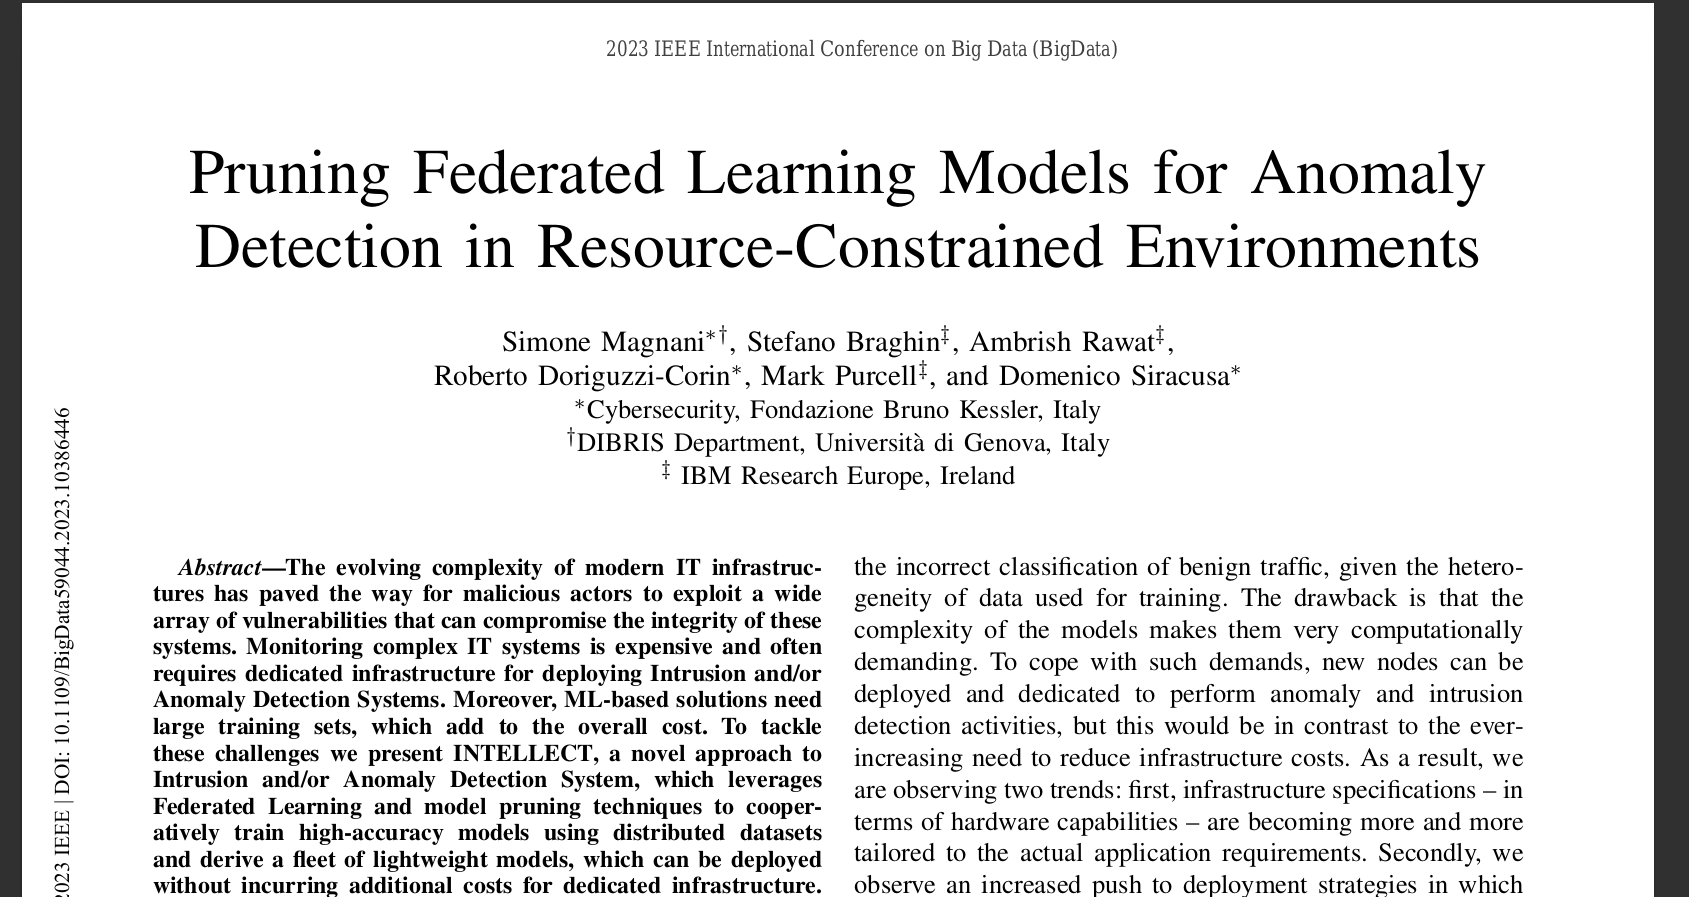 2023 IEEE International Conference on Big Data (BigData)
Pruning Federated Learning Models for Anomaly
Detection in Resource-Constrained Environments
Simone Magnani*†, Stefano Braghin‡, Ambrish Rawat‡,
Roberto Doriguzzi-Corin*, Mark Purcell‡, and Domenico Siracusa*
*Cybersecurity, Fondazione Bruno Kessler, Italy
†DIBRIS Department, Università di Genova, Italy
‡ IBM Research Europe, Ireland
Abstract—The evolving complexity of modern IT infrastruc-
tures has paved the way for malicious actors to exploit a wide
array of vulnerabilities that can compromise the integrity of these
systems. Monitoring complex IT systems is expensive and often
requires dedicated infrastructure for deploying Intrusion and/or
Anomaly Detection Systems. Moreover, ML-based solutions need
large training sets, which add to the overall cost. To tackle
these challenges we present INTELLECT, a novel approach to
Intrusion and/or Anomaly Detection System, which leverages
Federated Learning and model pruning techniques to cooper-
atively train high-accuracy models using distributed datasets
and derive a fleet of lightweight models, which can be deployed
without incurring additional costs for dedicated infrastructure.
the incorrect classification of benign traffic, given the hetero-
geneity of data used for training. The drawback is that the
complexity of the models makes them very computationally
demanding. To cope with such demands, new nodes can be
deployed and dedicated to perform anomaly and intrusion
detection activities, but this would be in contrast to the ever-
increasing need to reduce infrastructure costs. As a result, we
are observing two trends: first, infrastructure specifications – in
terms of hardware capabilities – are becoming more and more
tailored to the actual application requirements. Secondly, we
observe an increased push to deployment strategies in which
2023 IEEE | DOI: 10.1109/BigData59044.2023.10386446